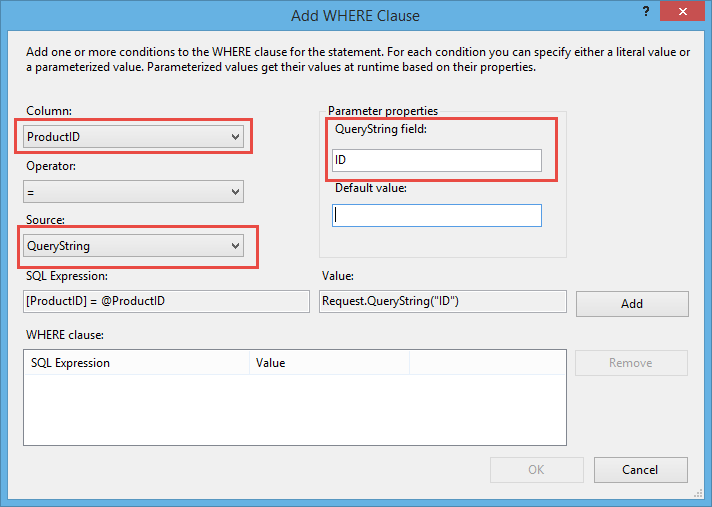 Add WHERE Clause
?
Add one or more conditions to the WHERE clause for the statement. For each condition you can specify either a literal value or
a parameterized value. Parameterized values get their values at runtime based on their properties.
Column:
ProductID
Operator:
=
Source:
QueryString
Parameter properties
QueryString field:
ID
Default value:
SQL Expression:
[ProductID] = @ProductID
Value:
Request.QueryString("ID")
Add
WHERE clause:
SQL Expression
Value
Remove
OK
Cancel